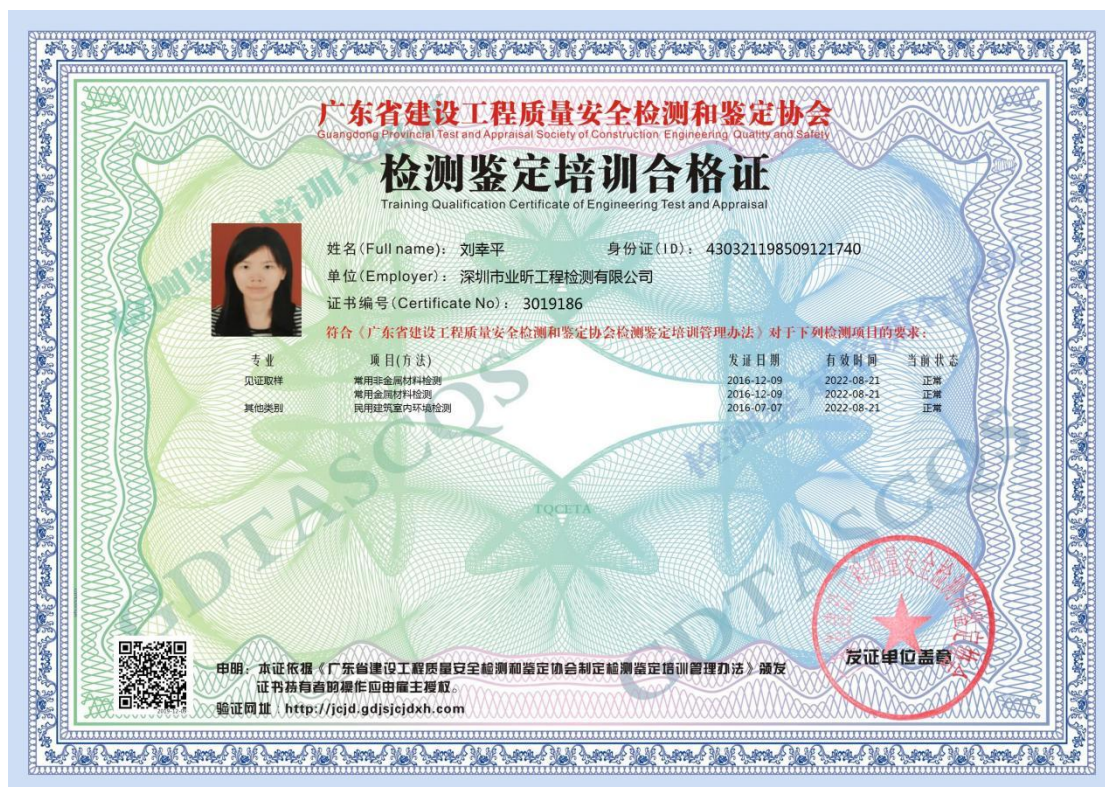 广东省建设工程质量安全检测和鉴定协会
Guangdong Provincial Test and Appraisal Society of Construction Engineering Quality and Safety
检测鉴定培训合格证
Training Qualification Certificate of Engineering Test and Appraisal
姓名(Full name): 刘幸平 身份证(ID): 430321198509121740
单位(Employer): 深圳市业昕工程检测有限公司
证书编号(Certificate No): 3019186
符合《广东省建设工程质量安全检测和鉴定协会检测鉴定培训管理办法》对于下列检测项目的要求:
专业 项目(方法) 发证日期 有效时间 当前状态
见证取样 常用非金属材料检测 2016-12-09 2022-08-21 正常
常用金属材料检测 2016-12-09 2022-08-21 正常
其他类别 民用建筑室内环境检测 2016-07-07 2022-08-21 正常
TQCETA
GDTASCQS
GDTASCQS
发证单位盖章
申明: 本证依据《广东省建设工程质量安全检测和鉴定协会制定检测鉴定培训管理办法》颁发
证书持有者的操作应由雇主授权。
验证网址: http://jcjd.gdjsjcjdxh.com